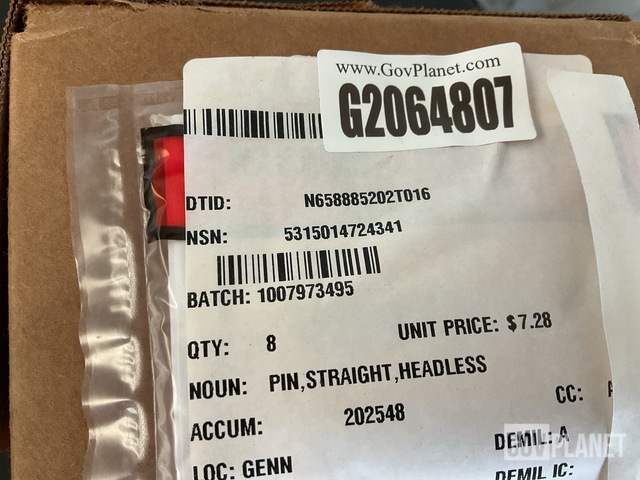 www.GovPlanet.com
G2064807
DTID: N658885202T016
NSN: 5315014724341
BATCH: 1007973495
QTY: 8 UNIT PRICE: $7.28
NOUN: PIN,STRAIGHT,HEADLESS
CC:
ACCUM: 202548
DEMIL: A
LOC: GENN
DEMIL IC:
GOVPLANET